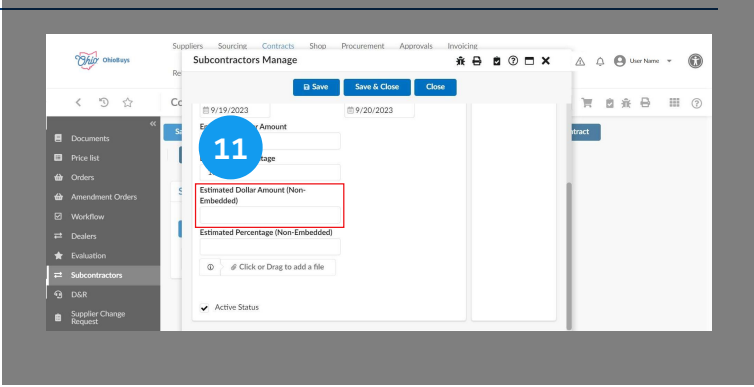 Suppliers Sourcing Contracts Shop Procurement Approvals Invoicing
Ohio OhioBuys
Subcontractors Manage
User Name
Re
Save Save & Close Close
Co
9/19/2023 9/20/2023
Sa
tract
Amount
11
tage
Documents
Price list
Orders
Amendment Orders
Workflow
Dealers
Evaluation
Subcontractors
D&R
Supplier Change
Request
S
Estimated Dollar Amount (Non-
Embedded)
Estimated Percentage (Non-Embedded)
Click or Drag to add a file
Active Status